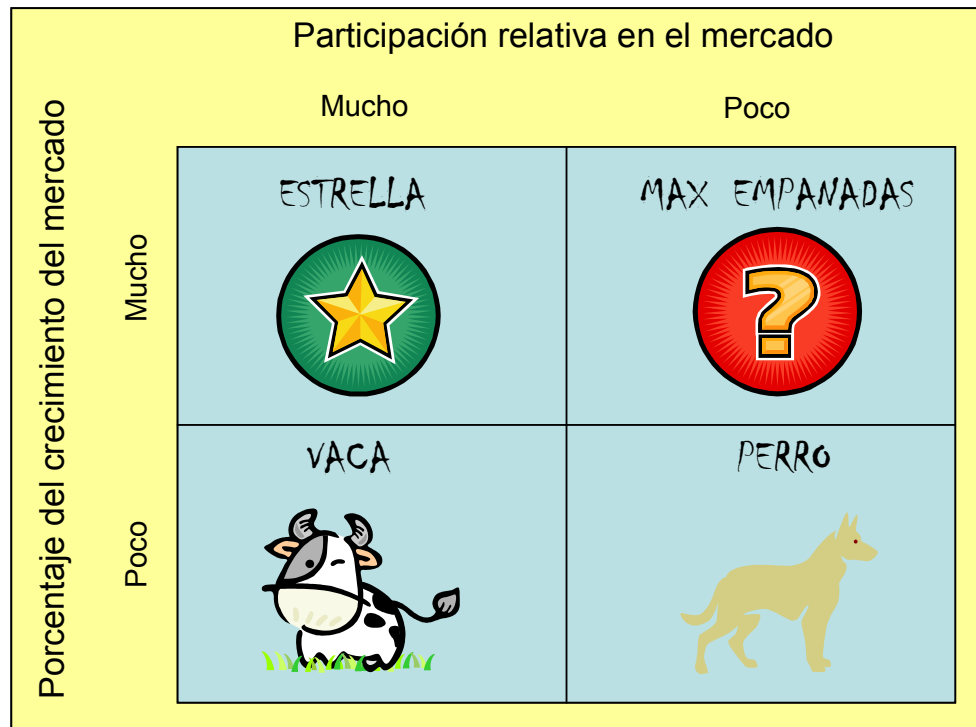 Participación relativa en el mercado
Mucho
Poco
Porcentaje del crecimiento del mercado
Mucho
ESTRELLA
MAX EMPANADAS
?
Poco
VACA
PERRO